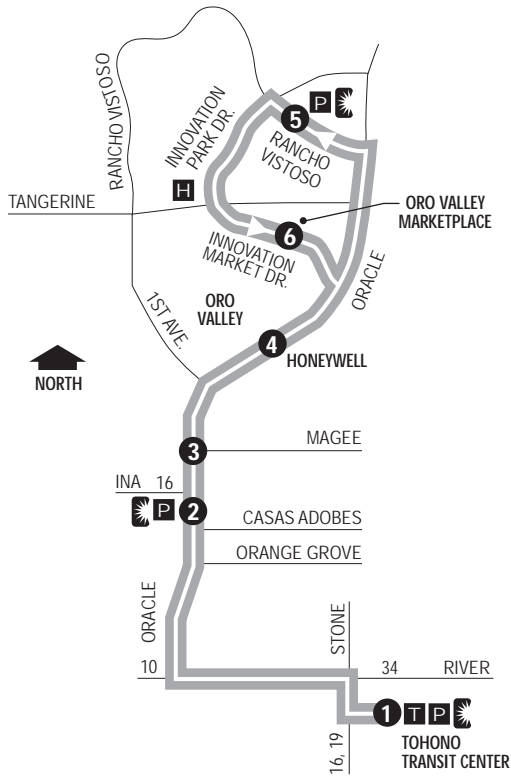 RANCHO VISTOSO
INNOVATION
PARK DR.
5
P
RANCHO
VISTOSO
H
TANGERINE
ORO VALLEY
MARKETPLACE
6
INNOVATION
MARKET DR.
ORACLE
1ST AVE.
ORO
VALLEY
4
HONEYWELL
NORTH
3
MAGEE
INA 16
P
2
CASAS ADOBES
ORANGE GROVE
ORACLE
STONE
10
34 RIVER
1
T
P
16, 19
TOHONO
TRANSIT CENTER